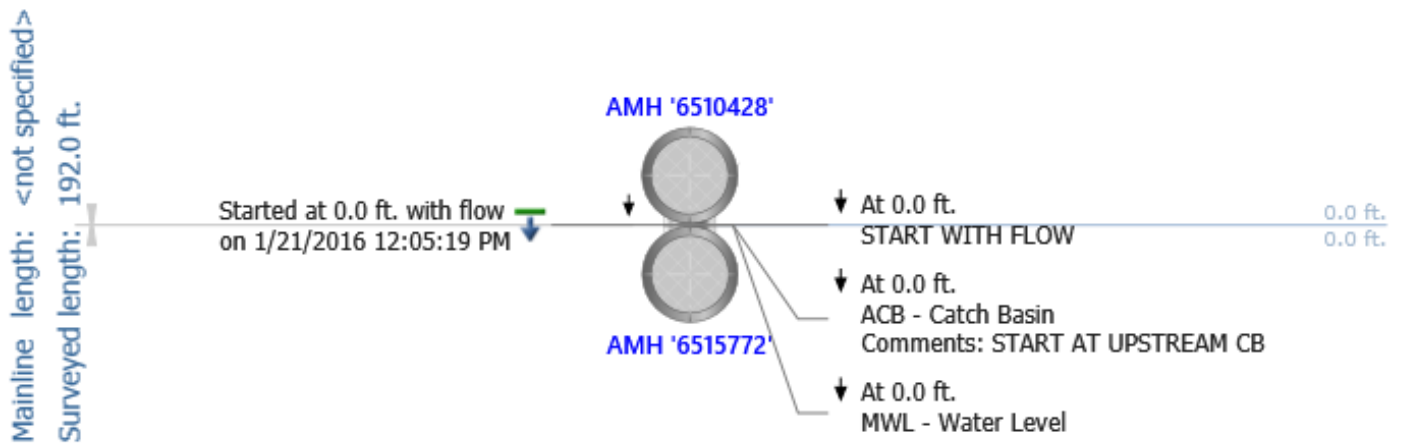 Mainline length: <not specified>
Surveyed length: 192.0 ft.
AMH '6510428'
Started at 0.0 ft. with flow
on 1/21/2016 12:05:19 PM
At 0.0 ft.
START WITH FLOW
0.0 ft.
0.0 ft.
At 0.0 ft.
ACB - Catch Basin
Comments: START AT UPSTREAM CB
AMH '6515772'
At 0.0 ft.
MWL - Water Level